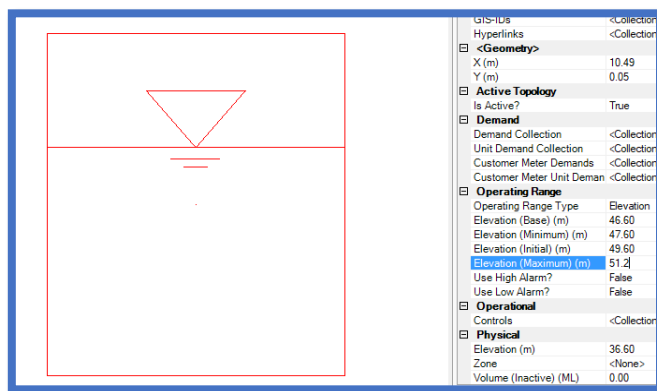 GIS-IDs <Collection
Hyperlinks <Collection
<Geometry>
X (m) 10.49
Y (m) 0.05
Active Topology
Is Active? True
Demand
Demand Collection <Collection
Unit Demand Collection <Collection
Customer Meter Demands <Collection
Customer Meter Unit Deman <Collection
Operating Range
Operating Range Type Elevation
Elevation (Base) (m) 46.60
Elevation (Minimum) (m) 47.60
Elevation (Initial) (m) 49.60
Elevation (Maximum) (m) 51.2
Use High Alarm? False
Use Low Alarm? False
Operational
Controls <Collection
Physical
Elevation (m) 36.60
Zone <None>
Volume (Inactive) (ML) 0.00